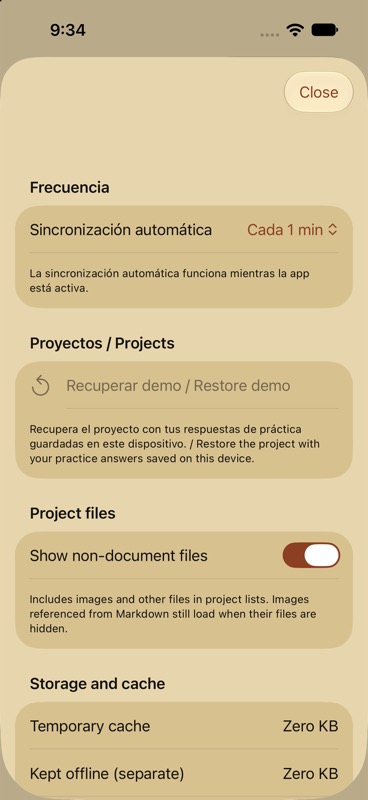 9:34
Close
Frecuencia
Sincronización automática Cada 1 min
La sincronización automática funciona mientras la app
está activa.
Proyectos / Projects
Recuperar demo / Restore demo
Recupera el proyecto con tus respuestas de práctica
guardadas en este dispositivo. / Restore the project with
your practice answers saved on this device.
Project files
Show non-document files
Includes images and other files in project lists. Images
referenced from Markdown still load when their files are
hidden.
Storage and cache
Temporary cache Zero KB
Kept offline (separate) Zero KB